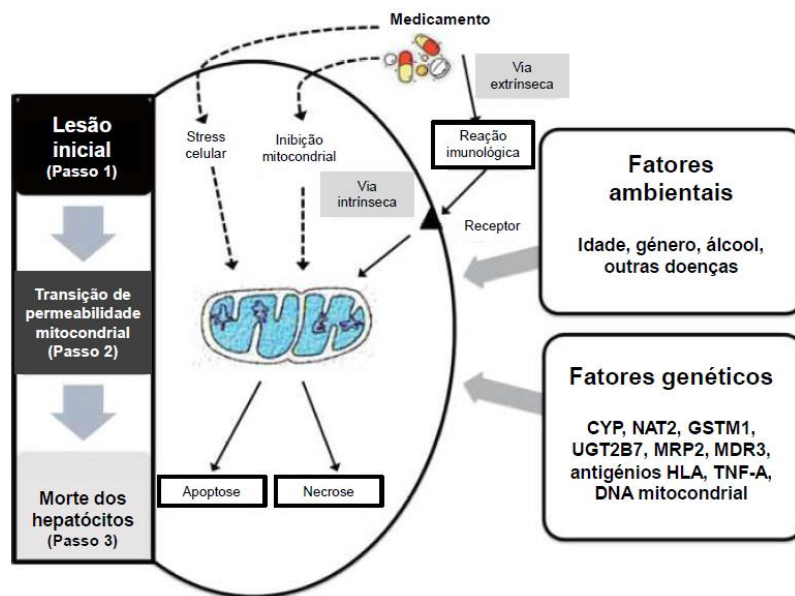 Medicamento
Via
extrínseca
Lesão
inicial
(Passo 1)
Stress
celular
Inibição
mitocondrial
Reação
imunológica
Via
intrínseca
Receptor
Fatores
ambientais
Idade, género, álcool,
outras doenças
Transição de
permeabilidade
mitocondrial
(Passo 2)
Fatores genéticos
CYP, NAT2, GSTM1,
UGT2B7, MRP2, MDR3,
antigénios HLA, TNF-A,
DNA mitocondrial
Morte dos
hepatócitos
(Passo 3)
Apoptose
Necrose